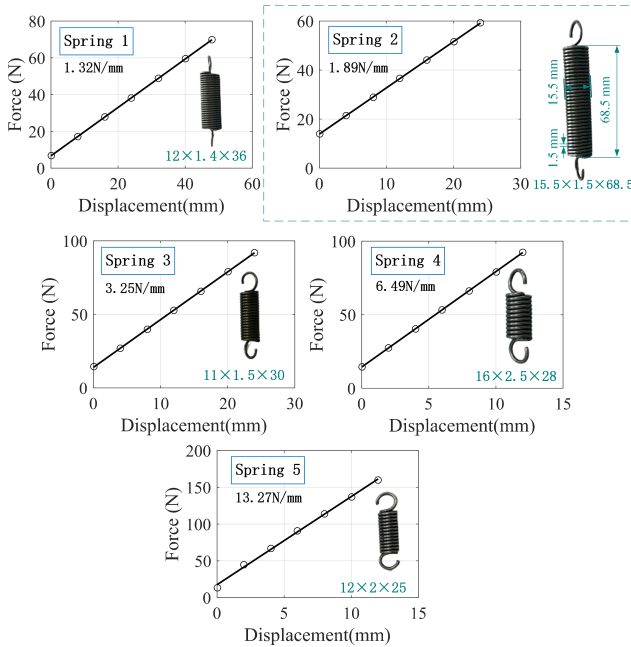 Spring 1
1.32N/mm
12×1.4×36
80
60
40
20
0
Force (N)
0 20 40 60
Displacement(mm)
Spring 2
1.89N/mm
60
40
20
0
Force (N)
0 10 20 30
Displacement(mm)
15.5 mm
68.5 mm
1.5 mm
15.5×1.5×68.5
Spring 3
3.25N/mm
11×1.5×30
100
50
0
Force (N)
0 10 20 30
Displacement(mm)
Spring 4
6.49N/mm
16×2.5×28
100
50
0
Force (N)
0 5 10 15
Displacement(mm)
Spring 5
13.27N/mm
12×2×25
200
150
100
50
0
Force (N)
0 5 10 15
Displacement(mm)